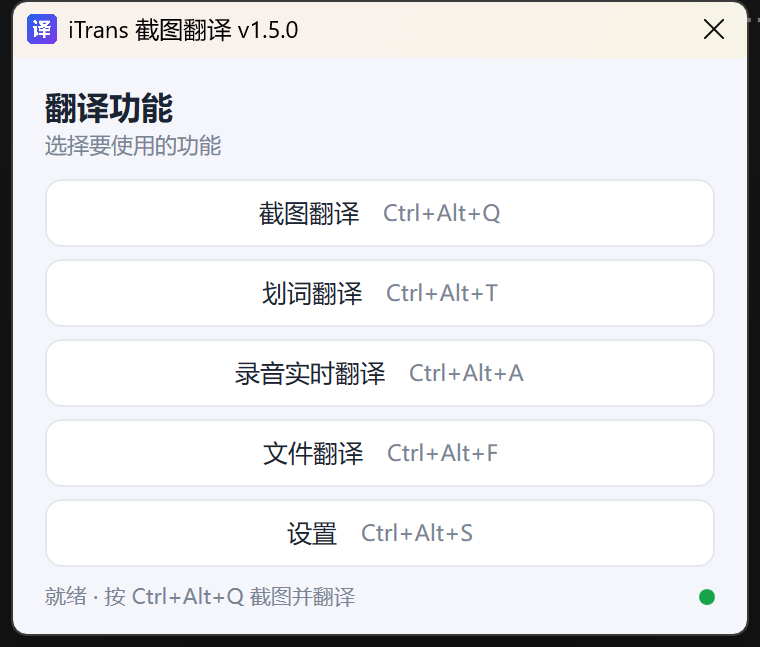 译 iTrans 截图翻译 v1.5.0
翻译功能
选择要使用的功能
截图翻译 Ctrl+Alt+Q
划词翻译 Ctrl+Alt+T
录音实时翻译 Ctrl+Alt+A
文件翻译 Ctrl+Alt+F
设置 Ctrl+Alt+S
就绪 · 按 Ctrl+Alt+Q 截图并翻译